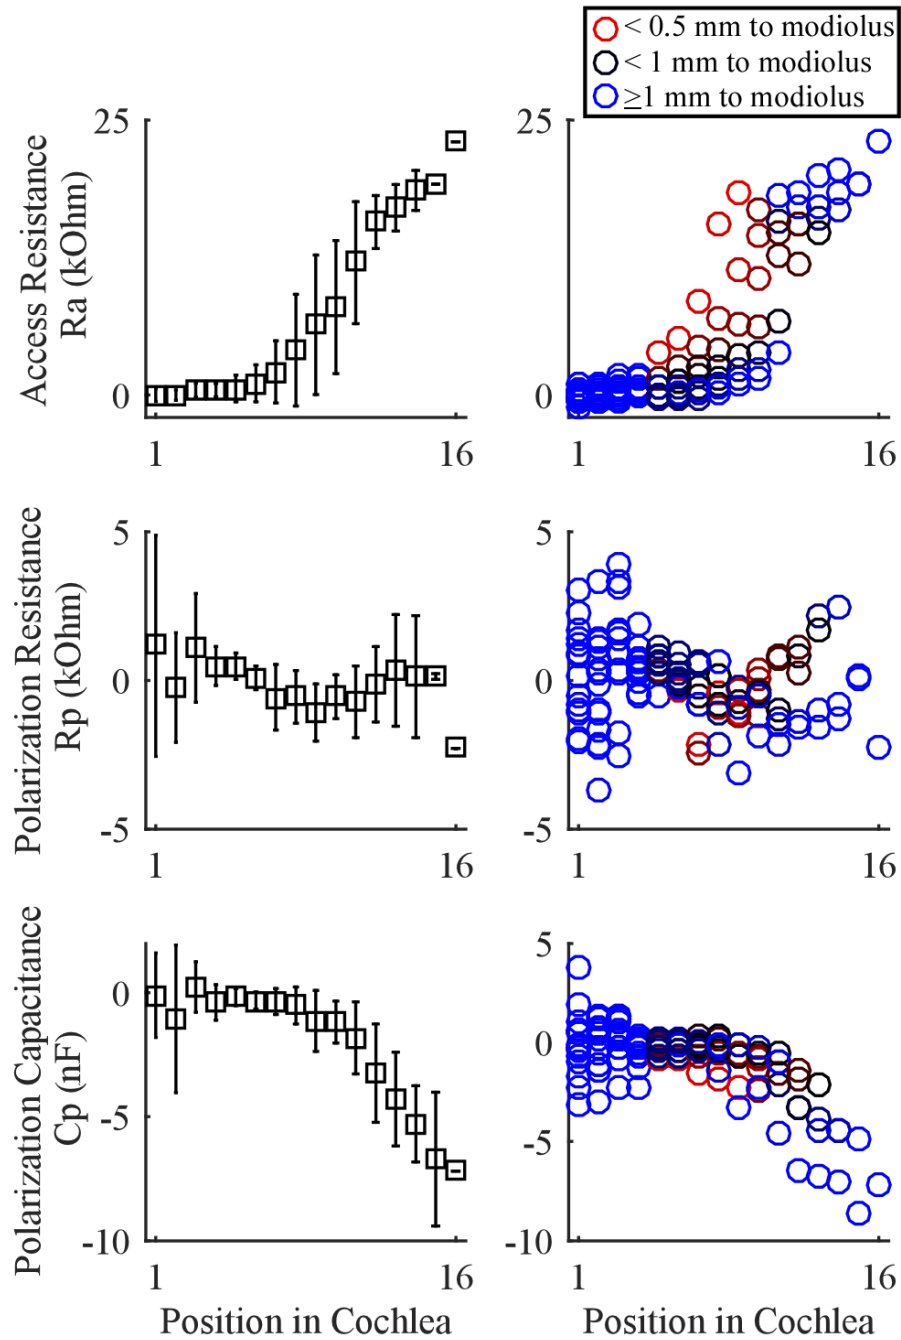 < 0.5 mm to modiolus
< 1 mm to modiolus
≥1 mm to modiolus
Access Resistance
Ra (kOhm)
25
0
1
16
25
0
1
16
Polarization Resistance
Rp (kOhm)
5
0
-5
1
16
5
0
-5
1
16
Polarization Capacitance
Cp (nF)
0
-5
-10
1
16
Position in Cochlea
5
0
-5
-10
1
16
Position in Cochlea